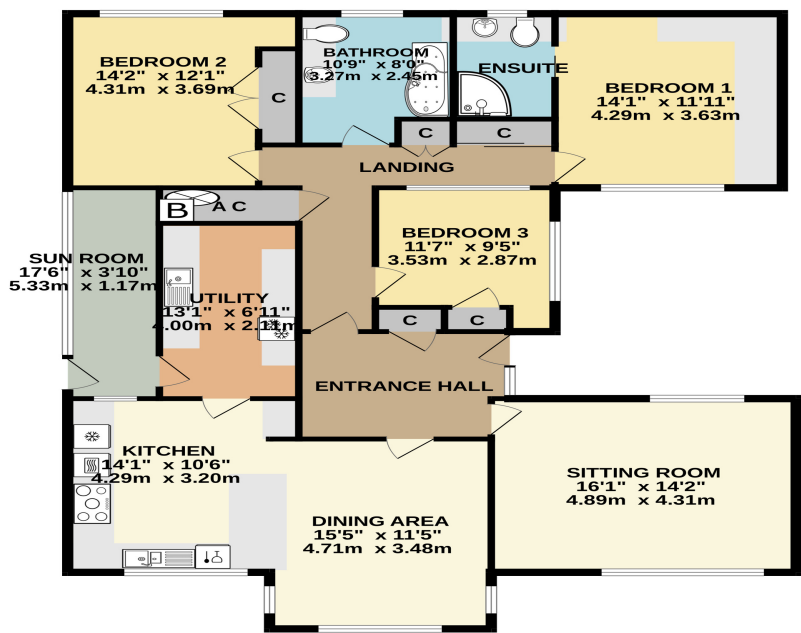 BEDROOM 2
14'2" x 12'1"
4.31m x 3.69m
C
BATHROOM
10'9" x 8'0"
3.27m x 2.45m
ENSUITE
BEDROOM 1
14'1" x 11'11"
4.29m x 3.63m
C
C
LANDING
B
A C
BEDROOM 3
11'7" x 9'5"
3.53m x 2.87m
SUN ROOM
17'6" x 3'10"
5.33m x 1.17m
UTILITY
13'1" x 6'11"
4.00m x 2.11m
C
C
ENTRANCE HALL
KITCHEN
14'1" x 10'6"
4.29m x 3.20m
SITTING ROOM
16'1" x 14'2"
4.89m x 4.31m
DINING AREA
15'5" x 11'5"
4.71m x 3.48m